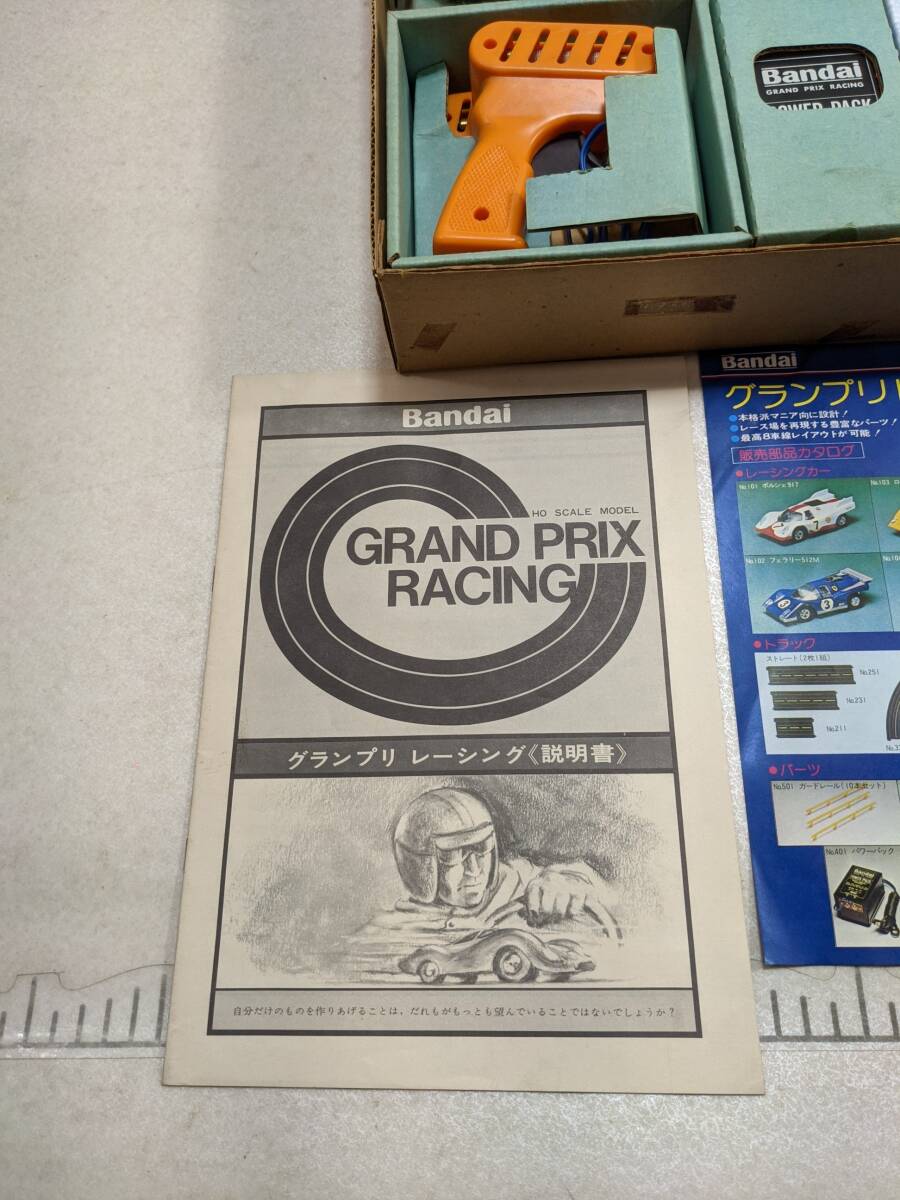 Bandai
GRAND PRIX RACING
POWER PACK
Bandai
HO SCALE MODEL
GRAND PRIX
RACING
グランプリ レーシング《説明書》
自分だけのものを作りあげることは、だれもがもっとも望んでいることではないでしょうか?
Bandai
グランプリ
●本格派マニア向に設計!
●レース場を再現する豊富なパーツ!
●最高8車線レイアウトが可能!
販売部品カタログ
●レーシングカー
No.101 ポルシェ917
No.103
No.102 フェラーリ512M
●トラック
ストレート(2枚1組)
No.251
No.231
No.211
●パーツ
No.501 ガードレール(10本セット)
No.401 パワーパック
Bandai